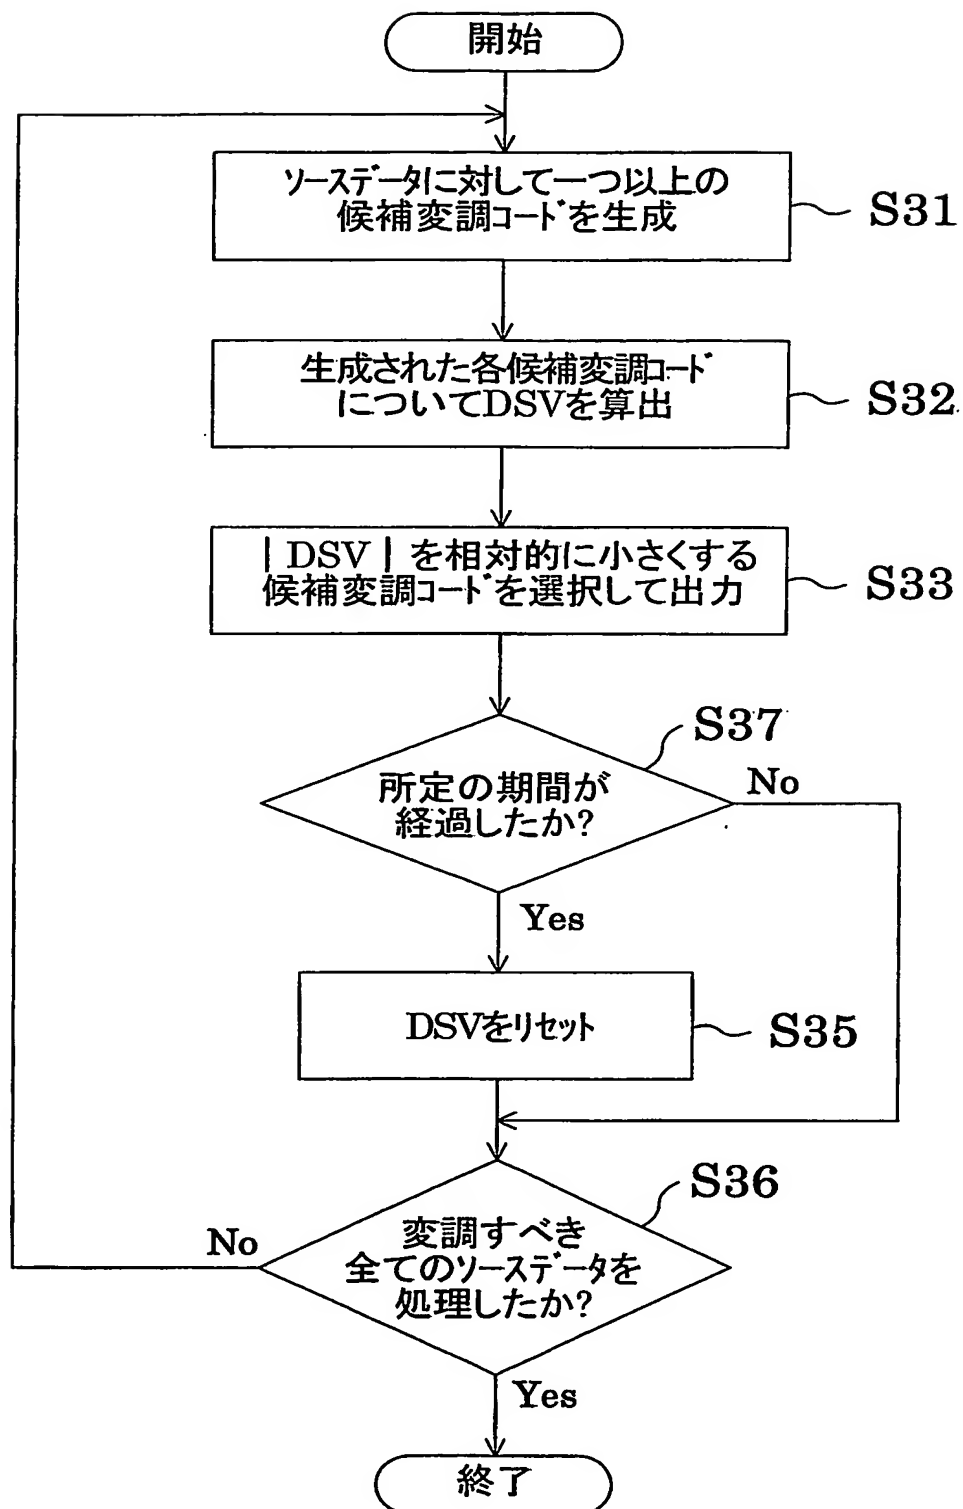 開始
ソースデータに対して一つ以上の
候補変調コードを生成
S31
生成された各候補変調コード
についてDSVを算出
S32
|DSV|を相対的に小さくする
候補変調コードを選択して出力
S33
S37
所定の期間が
経過したか?
No
Yes
DSVをリセット
S35
S36
変調すべき
全てのソースデータを
処理したか?
No
Yes
終了